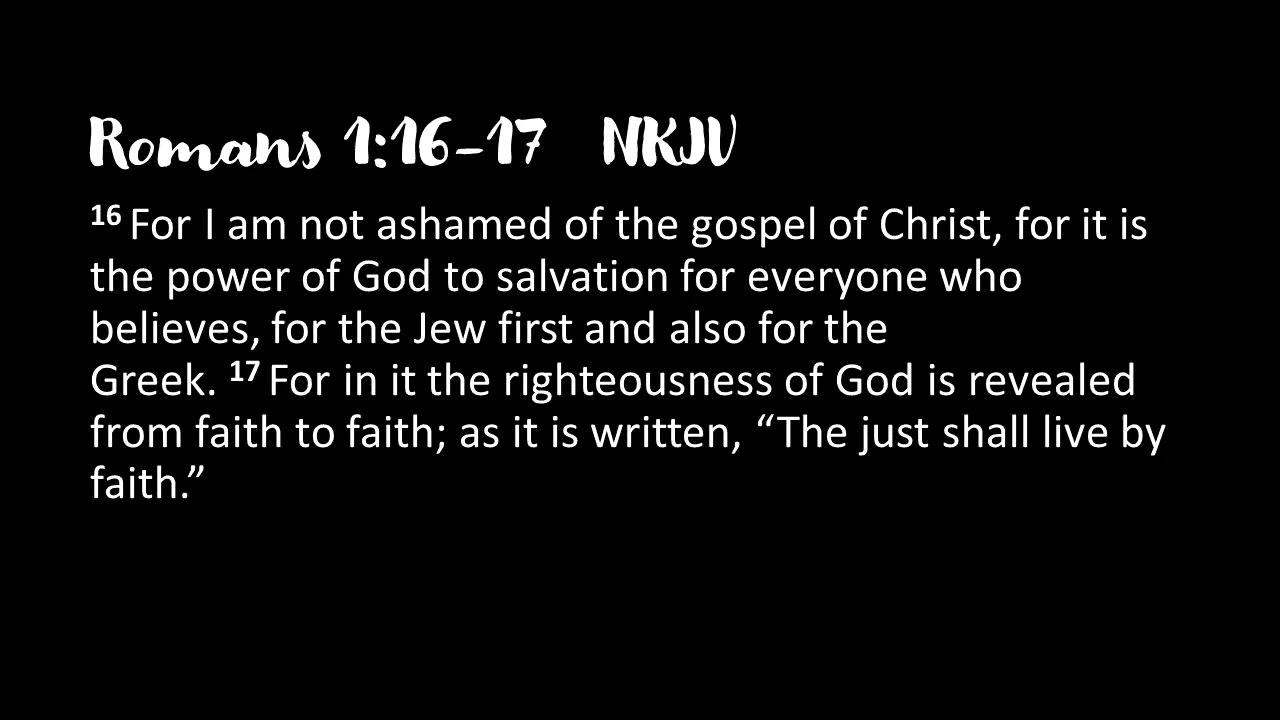 Romans 1:16-17 NKJV
16 For I am not ashamed of the gospel of Christ, for it is
the power of God to salvation for everyone who
believes, for the Jew first and also for the
Greek. 17 For in it the righteousness of God is revealed
from faith to faith; as it is written, “The just shall live by
faith.”